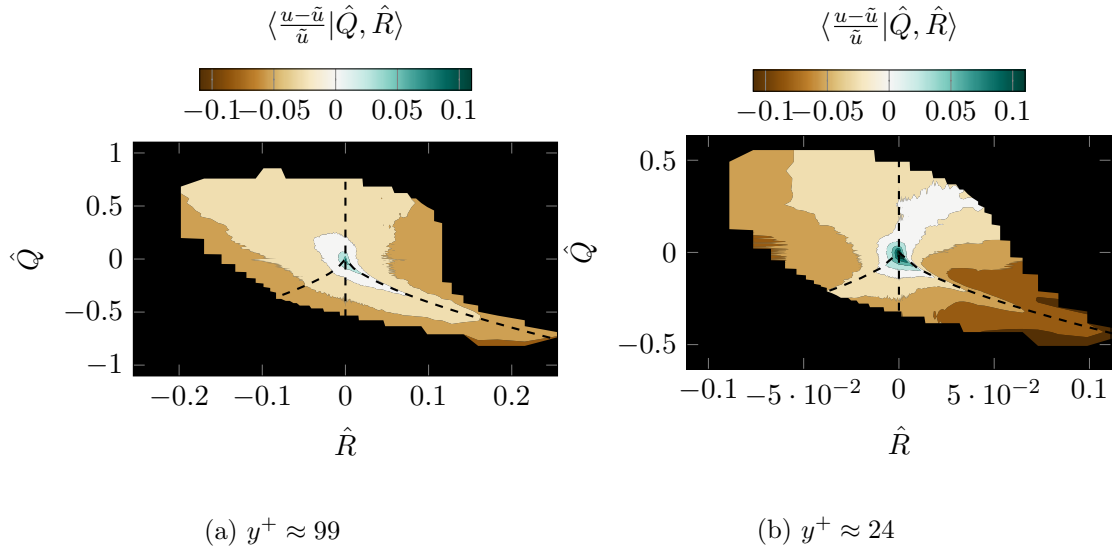 ⟨(u−ũ)/ũ|Q̂, R̂⟩
−0.1 −0.05 0 0.05 0.1
1
0.5
0
−0.5
−1
Q̂
−0.2 −0.1 0 0.1 0.2
R̂
(a) y⁺ ≈ 99
⟨(u−ũ)/ũ|Q̂, R̂⟩
−0.1 −0.05 0 0.05 0.1
0.5
0
−0.5
Q̂
−0.1 −5 · 10⁻² 0 5 · 10⁻² 0.1
R̂
(b) y⁺ ≈ 24